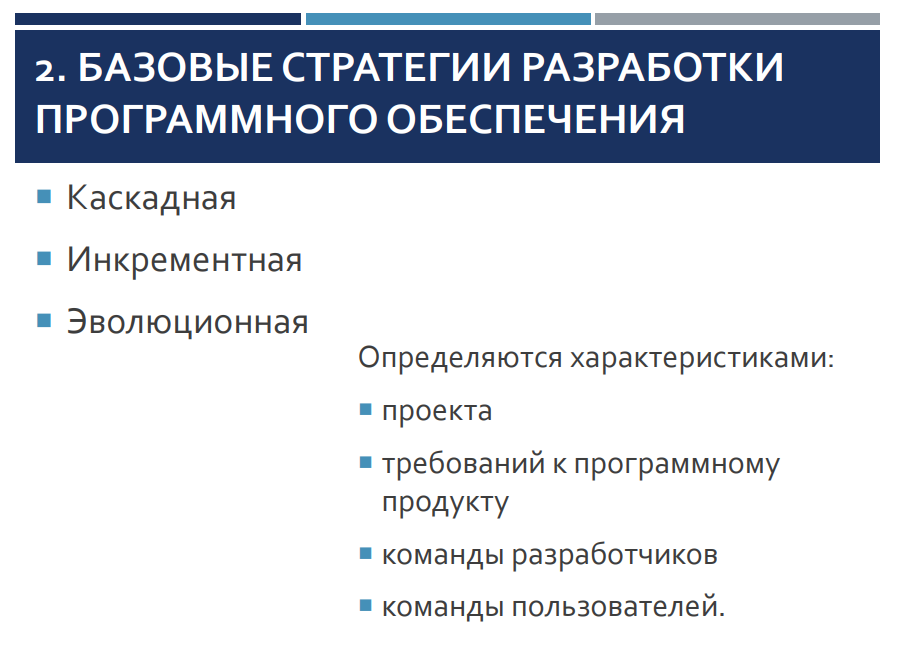 2. БАЗОВЫЕ СТРАТЕГИИ РАЗРАБОТКИ
ПРОГРАММНОГО ОБЕСПЕЧЕНИЯ
Каскадная
Инкрементная
Эволюционная
Определяются характеристиками:
проекта
требований к программному
продукту
команды разработчиков
команды пользователей.